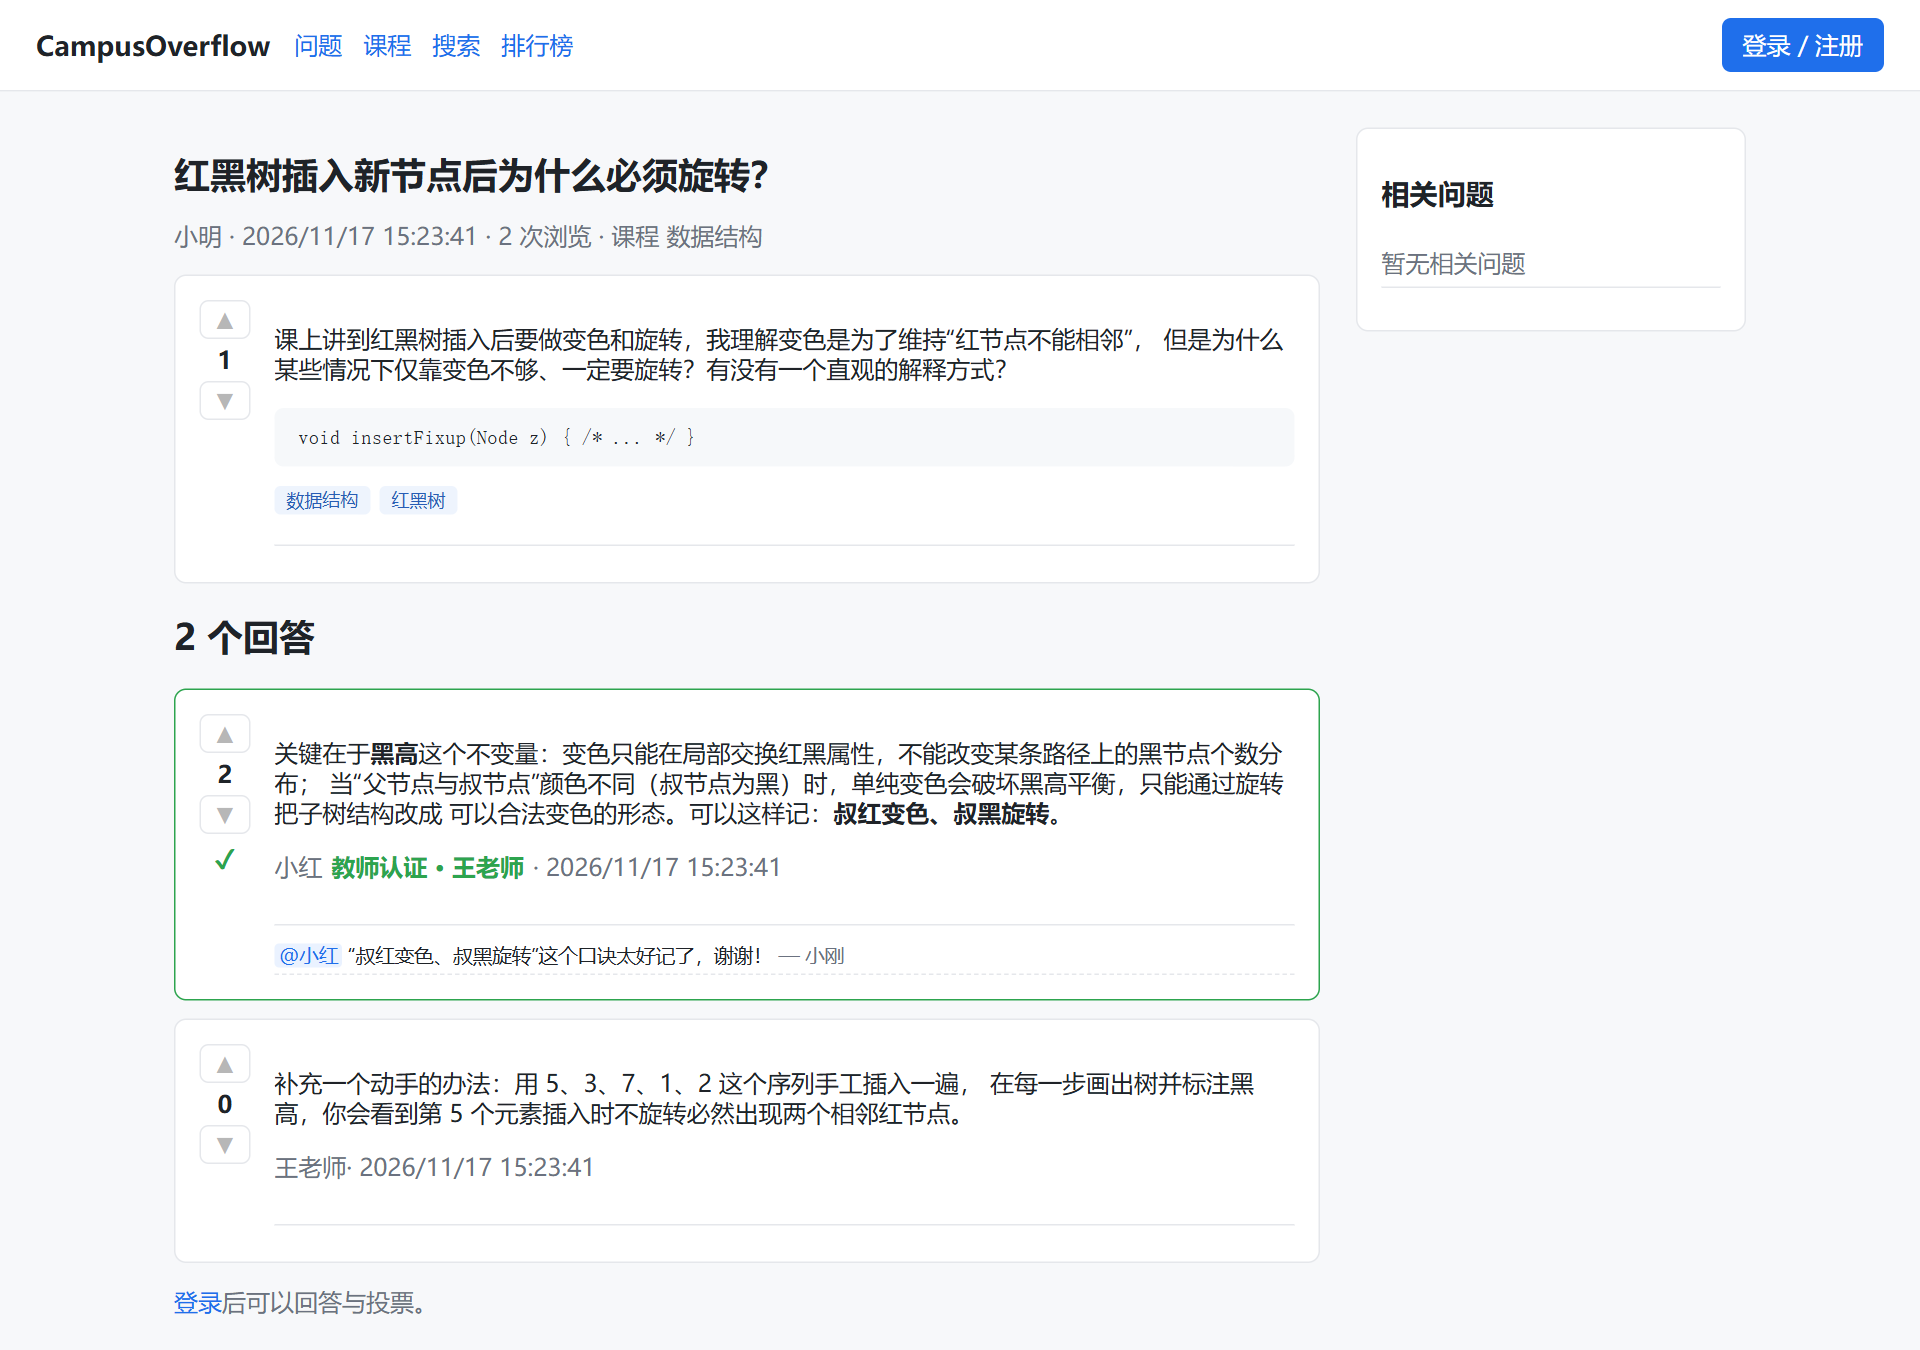 CampusOverflow 问题 课程 搜索 排行榜 登录 / 注册
红黑树插入新节点后为什么必须旋转？
小明 · 2026/11/17 15:23:41 · 2 次浏览 · 课程 数据结构
▲
1
▼
课上讲到红黑树插入后要做变色和旋转，我理解变色是为了维持“红节点不能相邻”， 但是为什么
某些情况下仅靠变色不够、一定要旋转？有没有一个直观的解释方式？
void insertFixup(Node z) { /* ... */ }
数据结构 红黑树
2 个回答
▲
2
▼
✓
关键在于黑高这个不变量：变色只能在局部交换红黑属性，不能改变某条路径上的黑节点个数分
布； 当“父节点与叔节点”颜色不同（叔节点为黑）时，单纯变色会破坏黑高平衡，只能通过旋转
把子树结构改成 可以合法变色的形态。可以这样记：叔红变色、叔黑旋转。
小红 教师认证 • 王老师 · 2026/11/17 15:23:41
@小红 “叔红变色、叔黑旋转”这个口诀太好记了，谢谢！ — 小刚
▲
0
▼
补充一个动手的办法：用 5、3、7、1、2 这个序列手工插入一遍， 在每一步画出树并标注黑
高，你会看到第 5 个元素插入时不旋转必然出现两个相邻红节点。
王老师· 2026/11/17 15:23:41
登录后可以回答与投票。
相关问题
暂无相关问题